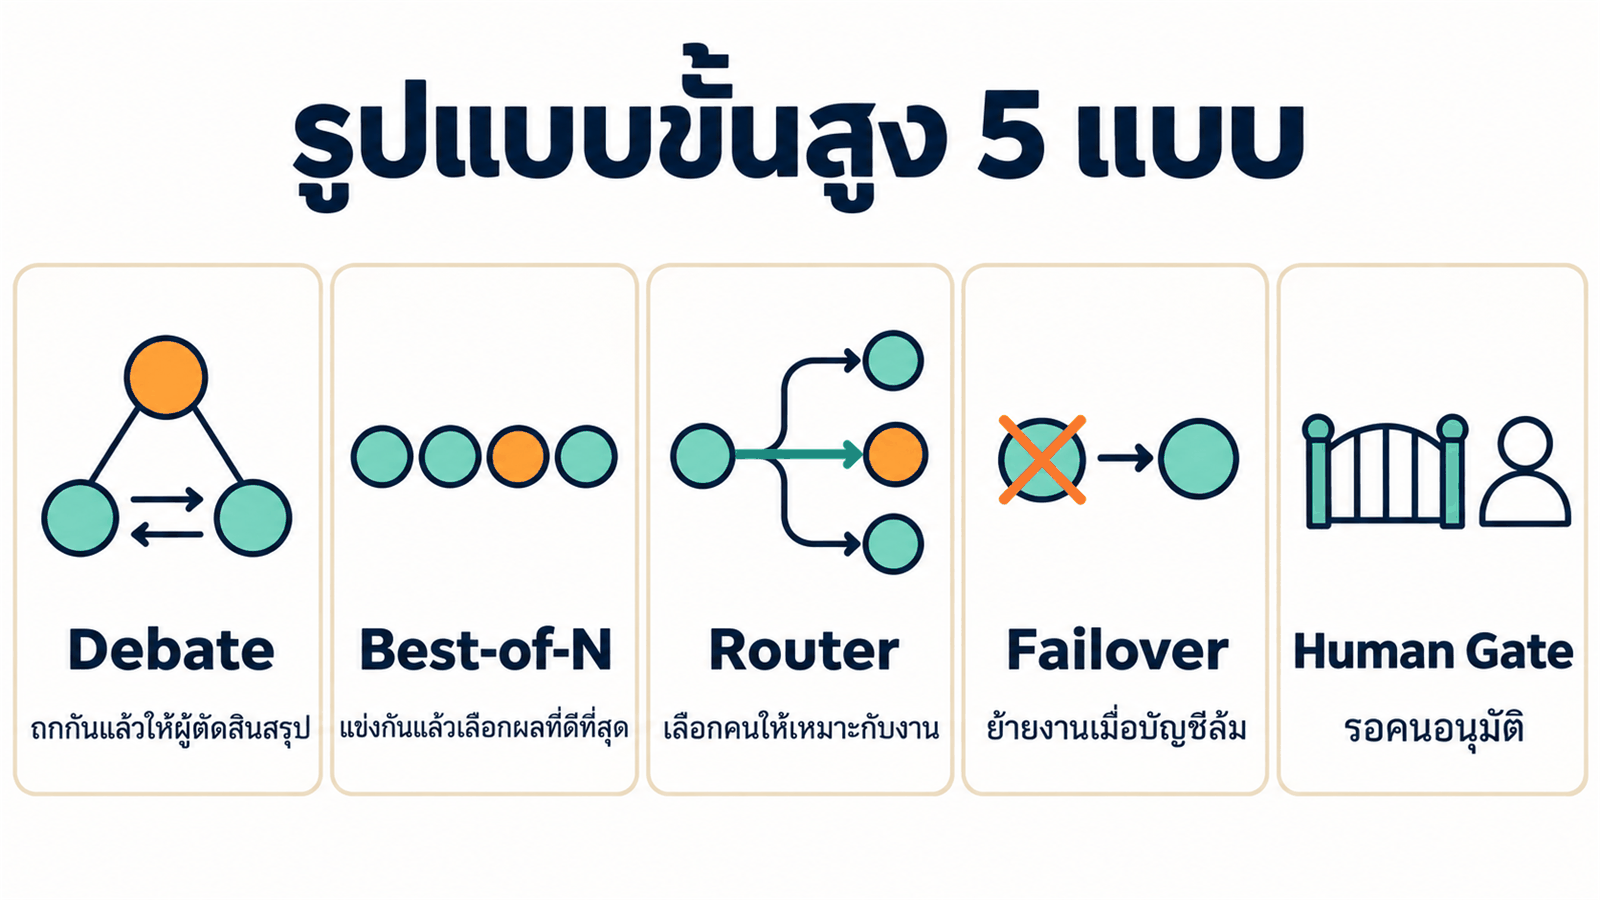 รูปแบบขั้นสูง 5 แบบ
Debate
ถกกันแล้วให้ผู้ตัดสินสรุป
Best-of-N
แข่งกันแล้วเลือกผลที่ดีที่สุด
Router
เลือกคนให้เหมาะกับงาน
Failover
ย้ายงานเมื่อบัญชีล้ม
Human Gate
รอคนอนุมัติ